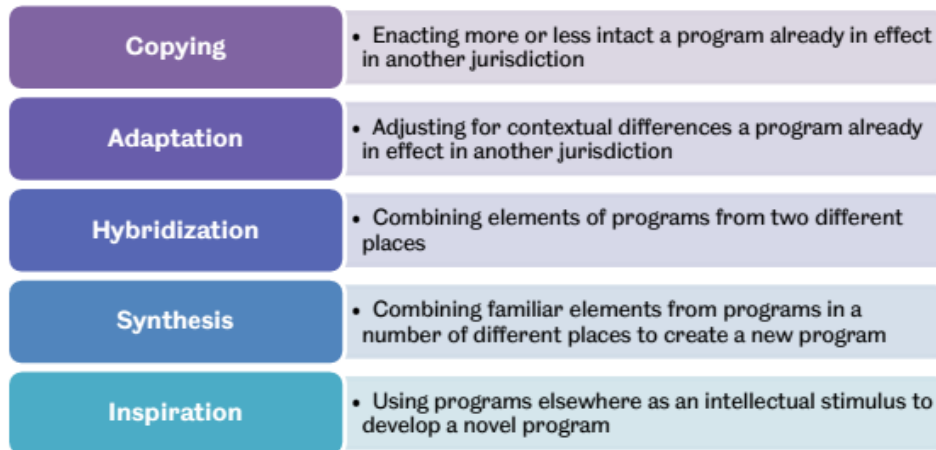 Copying
• Enacting more or less intact a program already in effect
in another jurisdiction
Adaptation
• Adjusting for contextual differences a program already
in effect in another jurisdiction
Hybridization
• Combining elements of programs from two different
places
Synthesis
• Combining familiar elements from programs in a
number of different places to create a new program
Inspiration
• Using programs elsewhere as an intellectual stimulus to
develop a novel program